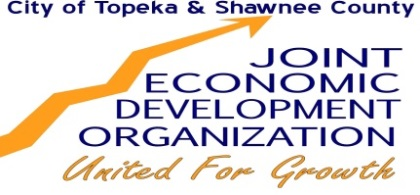 City of Topeka & Shawnee County
JOINT
ECONOMIC
DEVELOPMENT
ORGANIZATION
United For Growth